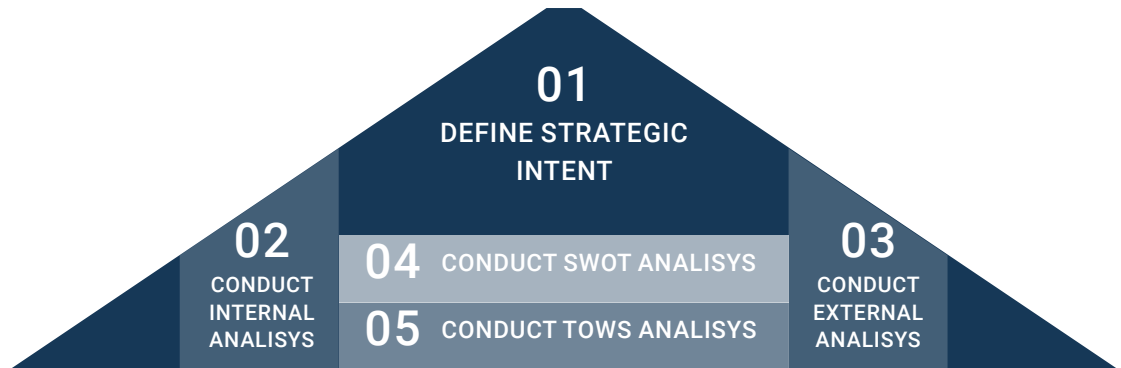 01
DEFINE STRATEGIC
INTENT
02
CONDUCT
INTERNAL
ANALISYS
04 CONDUCT SWOT ANALISYS
05 CONDUCT TOWS ANALISYS
03
CONDUCT
EXTERNAL
ANALISYS